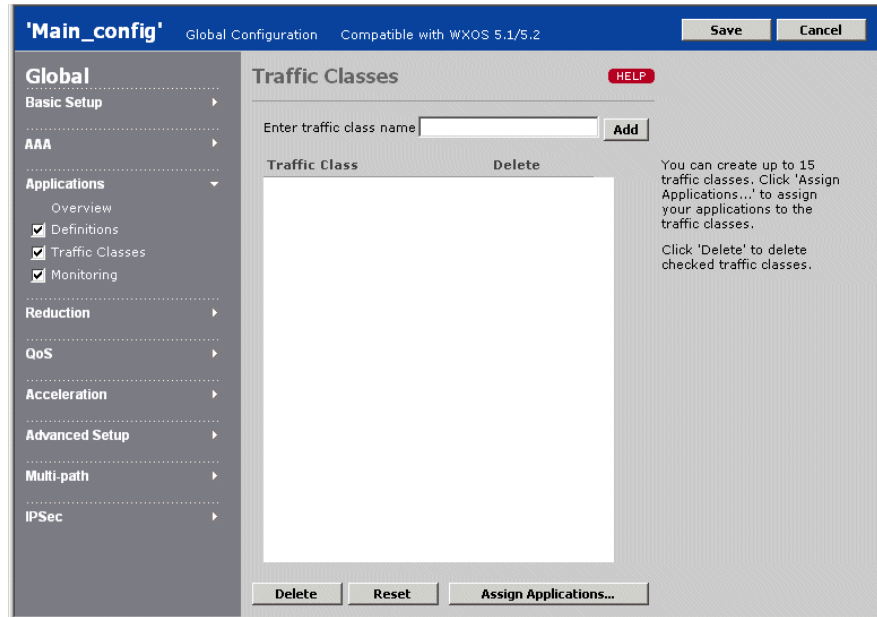 'Main_config' Global Configuration Compatible with WXOS 5.1/5.2 Save Cancel
Global
Basic Setup
AAA
Applications
Overview
Definitions
Traffic Classes
Monitoring
Reduction
QoS
Acceleration
Advanced Setup
Multi-path
IPSec
Traffic Classes HELP
Enter traffic class name Add
Traffic Class Delete
You can create up to 15
traffic classes. Click 'Assign
Applications...' to assign
your applications to the
traffic classes.
Click 'Delete' to delete
checked traffic classes.
Delete Reset Assign Applications...